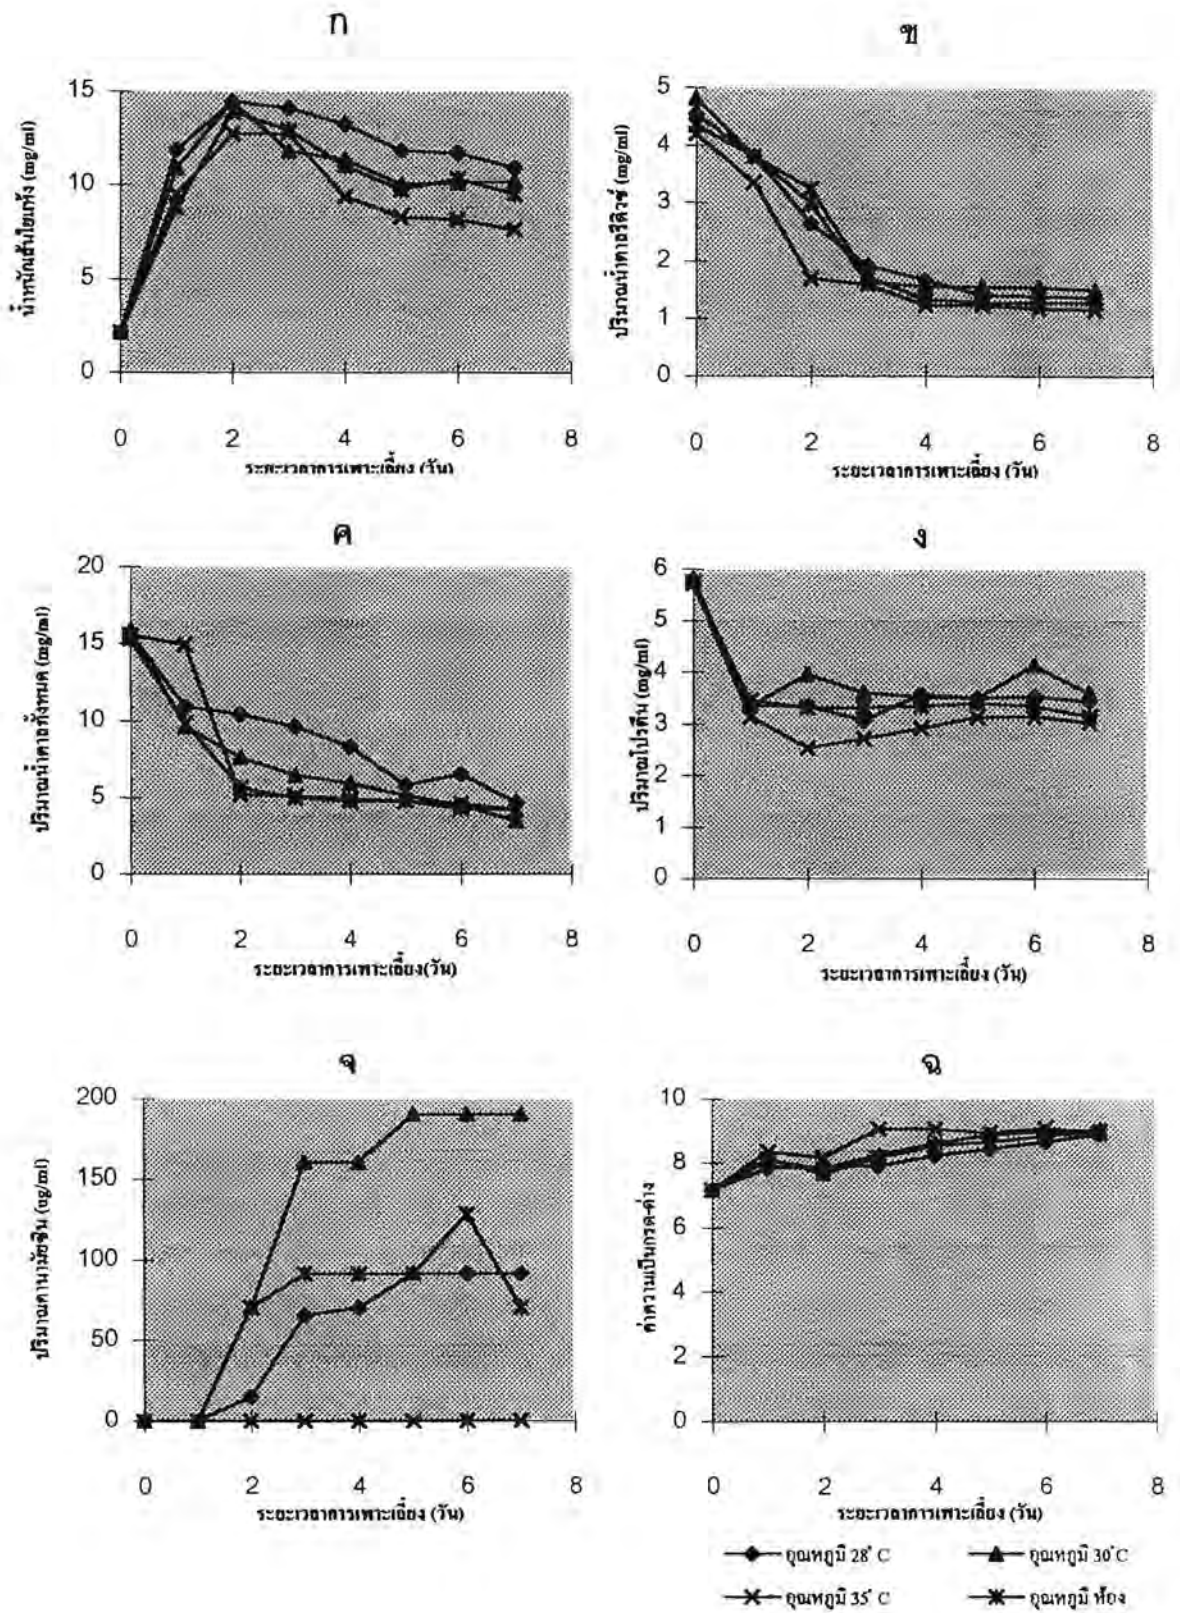 ก
น้ำหนักเส้นใยแห้ง (mg/ml)
15
10
5
0
0 2 4 6 8
ระยะเวลาการเพาะเลี้ยง (วัน)
ข
ปริมาณน้ำตาลรีดิวซ์ (mg/ml)
5
4
3
2
1
0
0 2 4 6 8
ระยะเวลาการเพาะเลี้ยง (วัน)
ค
ปริมาณน้ำตาลทั้งหมด (mg/ml)
20
15
10
5
0
0 2 4 6 8
ระยะเวลาการเพาะเลี้ยง(วัน)
ง
ปริมาณโปรตีน (mg/ml)
6
5
4
3
2
1
0
0 2 4 6 8
ระยะเวลาการเพาะเลี้ยง (วัน)
จ
ปริมาณคานามัยซิน (ug/ml)
200
150
100
50
0
0 2 4 6 8
ระยะเวลาการเพาะเลี้ยง (วัน)
ฉ
ค่าความเป็นกรด-ด่าง
10
8
6
4
2
0
0 2 4 6 8
ระยะเวลาการเพาะเลี้ยง (วัน)
อุณหภูมิ 28° C อุณหภูมิ 30° C
อุณหภูมิ 35° C อุณหภูมิ ห้อง